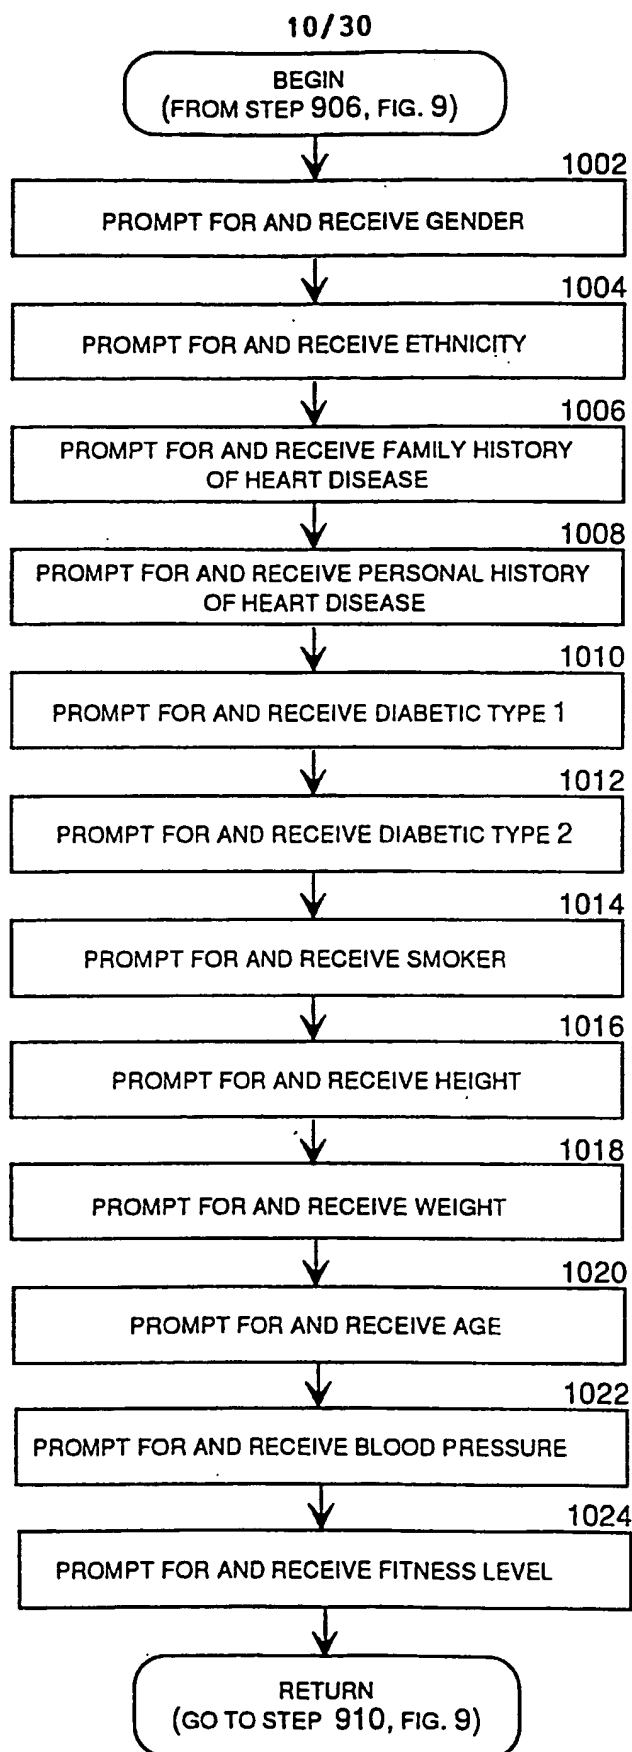 10/30
BEGIN
(FROM STEP 906, FIG. 9)
1002
PROMPT FOR AND RECEIVE GENDER
1004
PROMPT FOR AND RECEIVE ETHNICITY
1006
PROMPT FOR AND RECEIVE FAMILY HISTORY
OF HEART DISEASE
1008
PROMPT FOR AND RECEIVE PERSONAL HISTORY
OF HEART DISEASE
1010
PROMPT FOR AND RECEIVE DIABETIC TYPE 1
1012
PROMPT FOR AND RECEIVE DIABETIC TYPE 2
1014
PROMPT FOR AND RECEIVE SMOKER
1016
PROMPT FOR AND RECEIVE HEIGHT
1018
PROMPT FOR AND RECEIVE WEIGHT
1020
PROMPT FOR AND RECEIVE AGE
1022
PROMPT FOR AND RECEIVE BLOOD PRESSURE
1024
PROMPT FOR AND RECEIVE FITNESS LEVEL
RETURN
(GO TO STEP 910, FIG. 9)